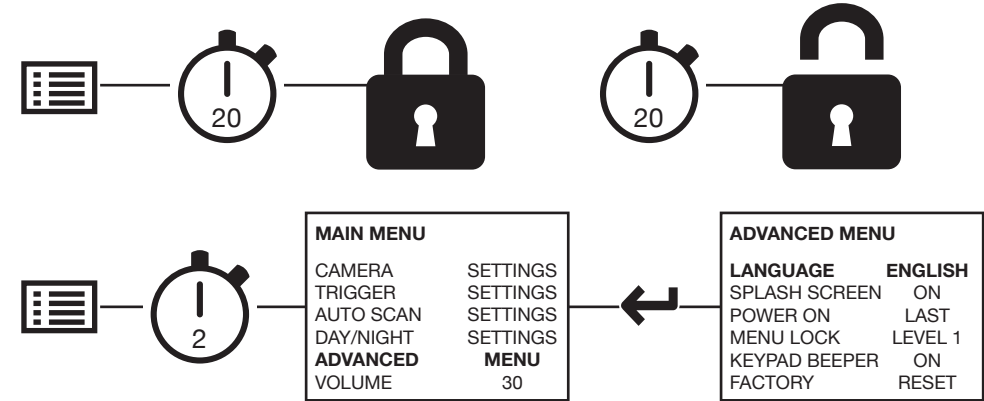 20
20
2
MAIN MENU
CAMERA SETTINGS
TRIGGER SETTINGS
AUTO SCAN SETTINGS
DAY/NIGHT SETTINGS
ADVANCED MENU
VOLUME 30
ADVANCED MENU
LANGUAGE ENGLISH
SPLASH SCREEN ON
POWER ON LAST
MENU LOCK LEVEL 1
KEYPAD BEEPER ON
FACTORY RESET